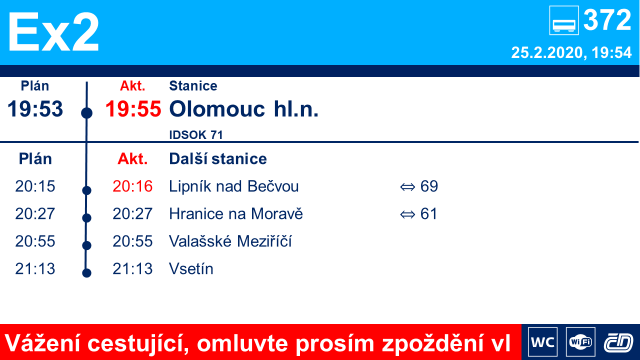 Ex2
372
25.2.2020, 19:54
Plán Akt. Stanice
19:53 19:55 Olomouc hl.n.
IDSOK 71
Plán Akt. Další stanice
20:15 20:16 Lipník nad Bečvou ⇔ 69
20:27 20:27 Hranice na Moravě ⇔ 61
20:55 20:55 Valašské Meziříčí
21:13 21:13 Vsetín
Vážení cestující, omluvte prosím zpoždění vl WC WiFi ČD